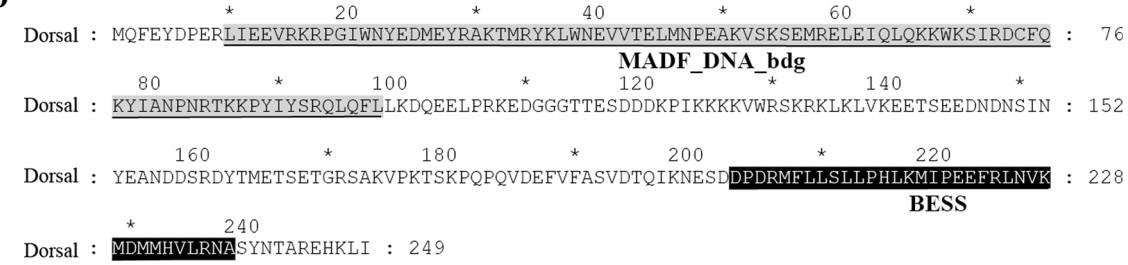 * 20 * 40 * 60 *
Dorsal : MQFEYDPERLIEEVRKRPGIWNYEDMEYRAKTMRYKLWNEVVTELMNPEAKVSKSEMRELEIQLQKKWKSIRDCFQ : 76
MADF_DNA_bdg
80 * 100 * 120 * 140 *
Dorsal : KYIANPNRTKKPYIYSRQLQFLLKDQEELPRKEDGGGTTESDDDKPIKKKKKVWRSKRKLKLVKEETSEEDNDNSIN : 152
160 * 180 * 200 * 220
Dorsal : YEANDDSRDYTMETSETGRSAKVPKTSKPQPQVDEFVFASVDTQIKNESDDPDRMFLLSLLPHLKMIPEEFRLNVK : 228
BESS
* 240
Dorsal : MDMMHVLRNASYNTAREHKLI : 249